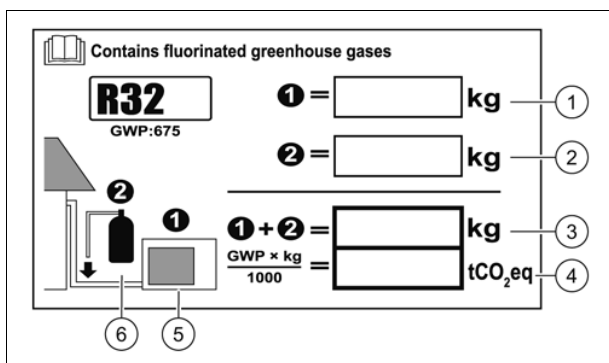 Contains fluorinated greenhouse gases
R32
GWP:675
❶ = kg
① 
❷ = kg
②
❶+❷ = kg
③
GWP × kg
1000
= tCO₂eq
④
❷
❶
⑥
⑤